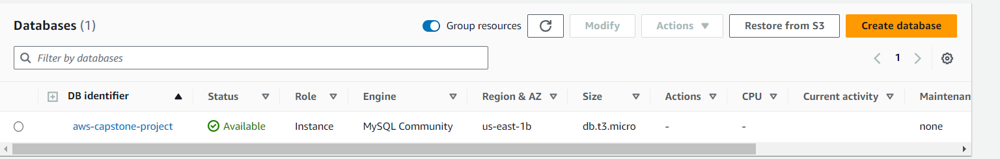 Databases (1)
Group resources
Modify
Actions
Restore from S3
Create database
Filter by databases
1
DB identifier Status Role Engine Region & AZ Size Actions CPU Current activity Maintenan
aws-capstone-project Available Instance MySQL Community us-east-1b db.t3.micro - - none